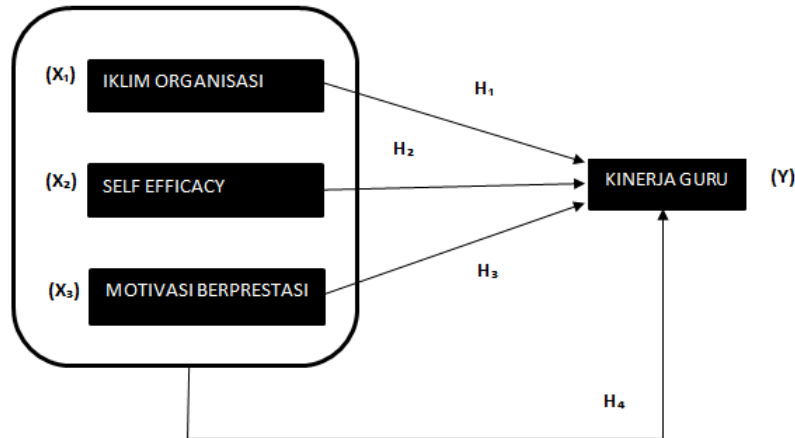 (X₁)
IKLIM ORGANISASI
H₁
H₂
(X₂)
SELF EFFICACY
KINERJA GURU
(Y)
(X₃)
MOTIVASI BERPRESTASI
H₃
H₄